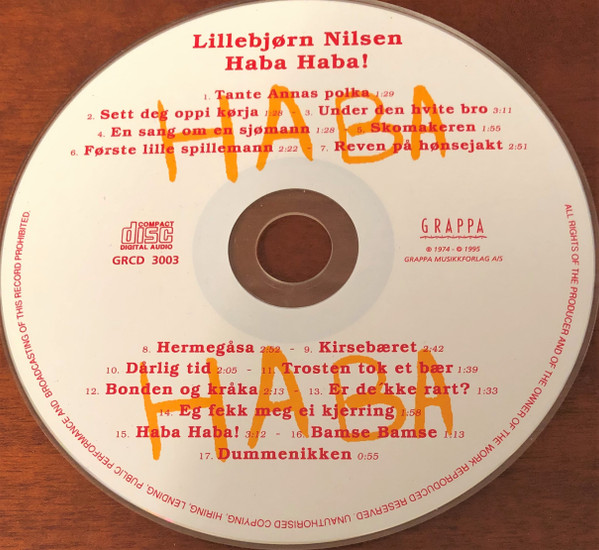 Lillebjørn Nilsen
Haba Haba!
1. Tante Annas polka 1:29
2. Sett deg oppi kørja 1:28 - 3. Under den hvite bro 3:11
4. En sang om en sjømann 1:28 - 5. Skomakeren 1:55
6. Første lille spillemann 2:22 - 7. Reven på hønsejakt 2:51
HABA
COMPACT
disc
DIGITAL AUDIO
GRCD 3003
GRAPPA
℗ 1974 - © 1995
GRAPPA MUSIKKFORLAG A/S
8. Hermegåsa 2:52 - 9. Kirsebæret 2:42
10. Dårlig tid 2:05 - 11. Trosten tok et bær 1:39
12. Bonden og kråka 2:13 - 13. Er de'kke rart? 1:33
14. Eg fekk meg ei kjerring 1:58
15. Haba Haba! 3:12 - 16. Bamse Bamse 1:13
17. Dummenikken 0:55
HABA
ALL RIGHTS OF THE PRODUCER AND OF THE OWNER OF THE WORK REPRODUCED RESERVED. UNAUTHORISED COPYING, HIRING, LENDING, PUBLIC PERFORMANCE AND BROADCASTING OF THIS RECORD PROHIBITED.